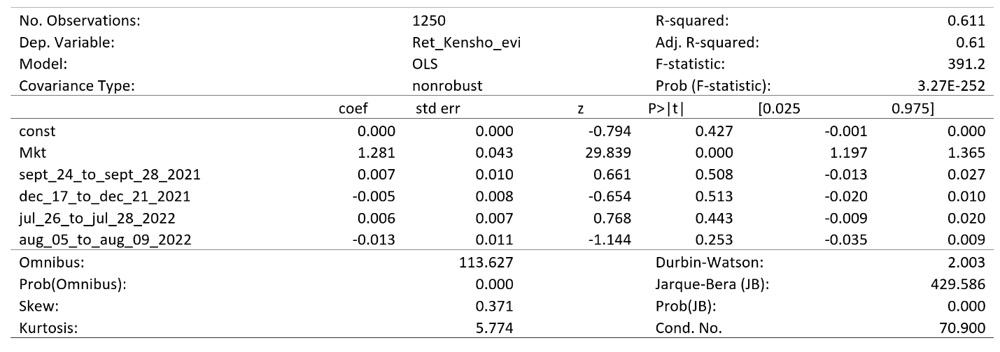 No. Observations: 1250 R-squared: 0.611
Dep. Variable: Ret_Kensho_evi Adj. R-squared: 0.61
Model: OLS F-statistic: 391.2
Covariance Type: nonrobust Prob (F-statistic): 3.27E-252
coef std err z P>|t| [0.025 0.975]
const 0.000 0.000 -0.794 0.427 -0.001 0.000
Mkt 1.281 0.043 29.839 0.000 1.197 1.365
sept_24_to_sept_28_2021 0.007 0.010 0.661 0.508 -0.013 0.027
dec_17_to_dec_21_2021 -0.005 0.008 -0.654 0.513 -0.020 0.010
jul_26_to_jul_28_2022 0.006 0.007 0.768 0.443 -0.009 0.020
aug_05_to_aug_09_2022 -0.013 0.011 -1.144 0.253 -0.035 0.009
Omnibus: 113.627 Durbin-Watson: 2.003
Prob(Omnibus): 0.000 Jarque-Bera (JB): 429.586
Skew: 0.371 Prob(JB): 0.000
Kurtosis: 5.774 Cond. No. 70.900